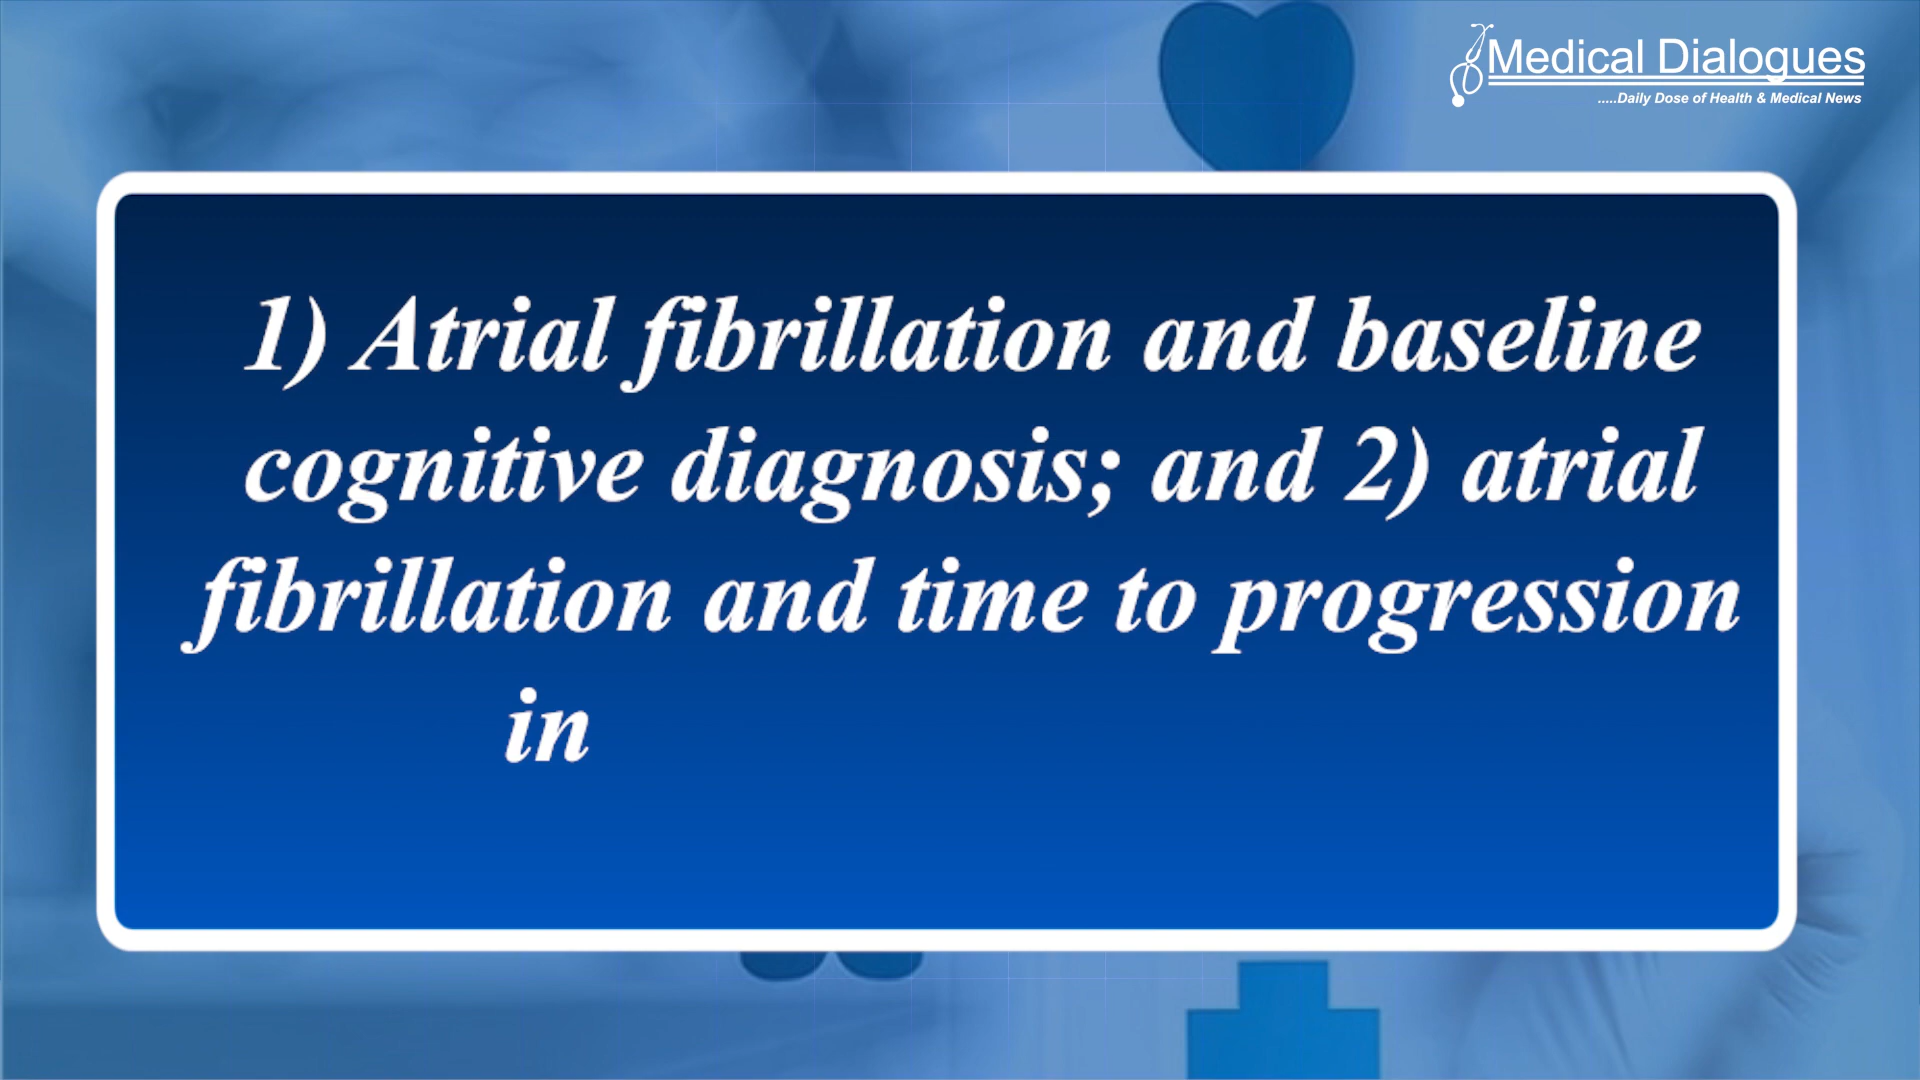 Medical Dialogues
.....Daily Dose of Health & Medical News
1) Atrial fibrillation and baseline
cognitive diagnosis; and 2) atrial
fibrillation and time to progression
in